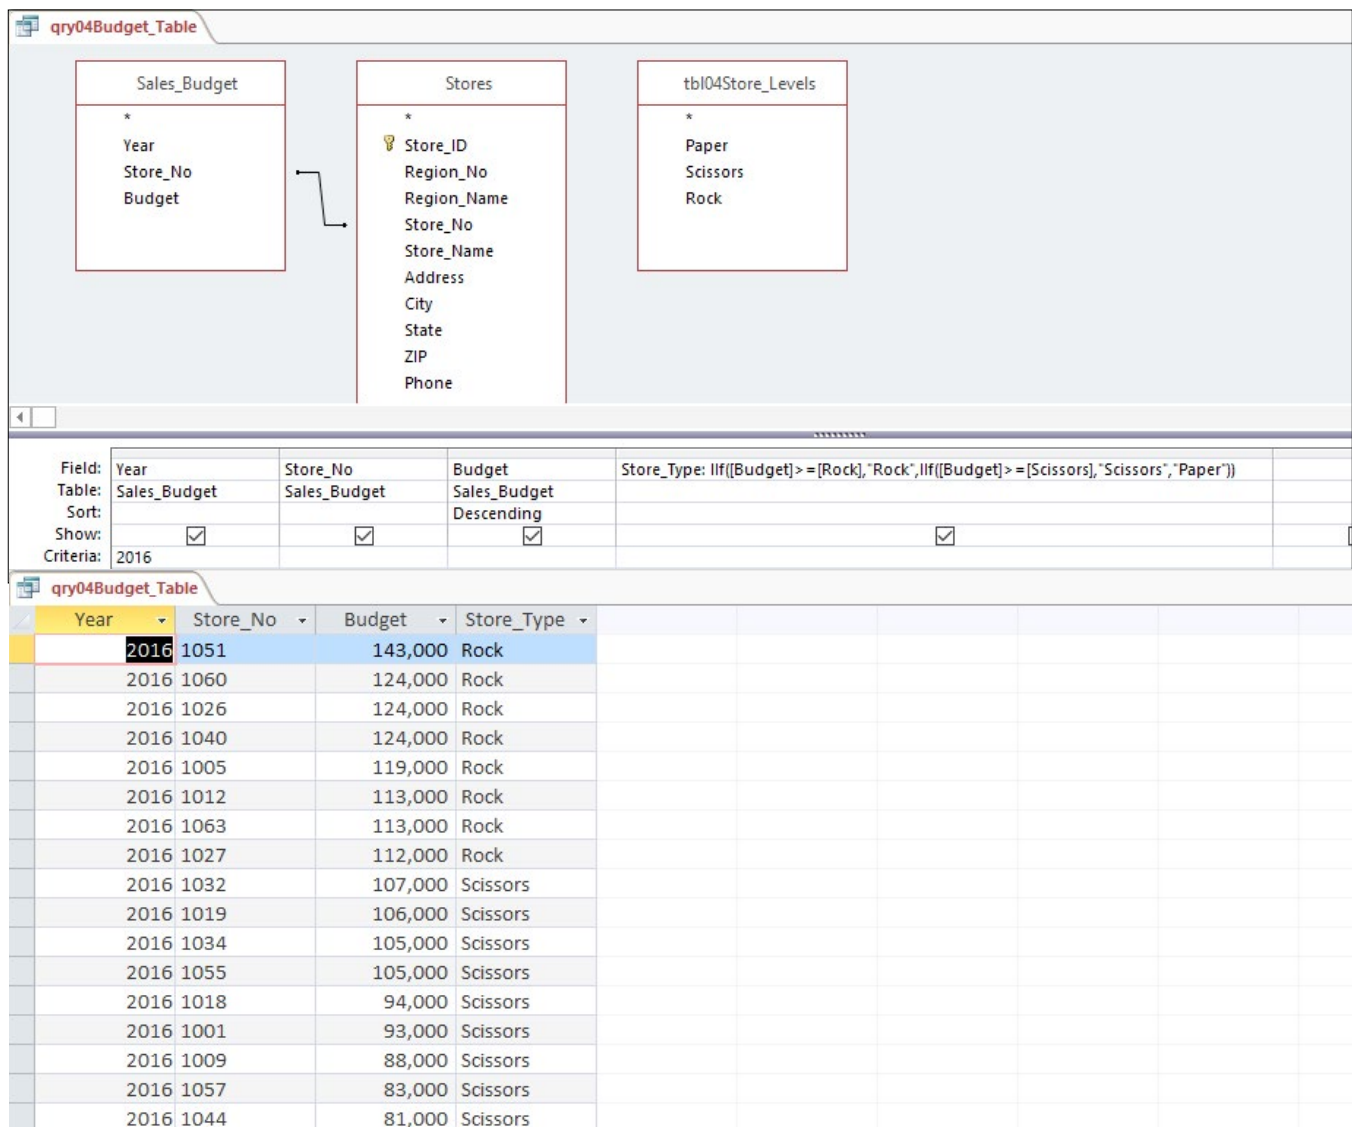 qry04Budget_Table
Sales_Budget Stores tbl04Store_Levels
* * *
Year Store_ID Paper
Store_No Region_No Scissors
Budget Region_Name Rock
Store_No
Store_Name
Address
City
State
ZIP
Phone
Field: Year Store_No Budget Store_Type: IIf([Budget]>=[Rock],"Rock",IIf([Budget]>=[Scissors],"Scissors","Paper"))
Table: Sales_Budget Sales_Budget Sales_Budget
Sort: Descending
Show:
Criteria: 2016
qry04Budget_Table
Year Store_No Budget Store_Type
2016 1051 143,000 Rock
2016 1060 124,000 Rock
2016 1026 124,000 Rock
2016 1040 124,000 Rock
2016 1005 119,000 Rock
2016 1012 113,000 Rock
2016 1063 113,000 Rock
2016 1027 112,000 Rock
2016 1032 107,000 Scissors
2016 1019 106,000 Scissors
2016 1034 105,000 Scissors
2016 1055 105,000 Scissors
2016 1018 94,000 Scissors
2016 1001 93,000 Scissors
2016 1009 88,000 Scissors
2016 1057 83,000 Scissors
2016 1044 81,000 Scissors